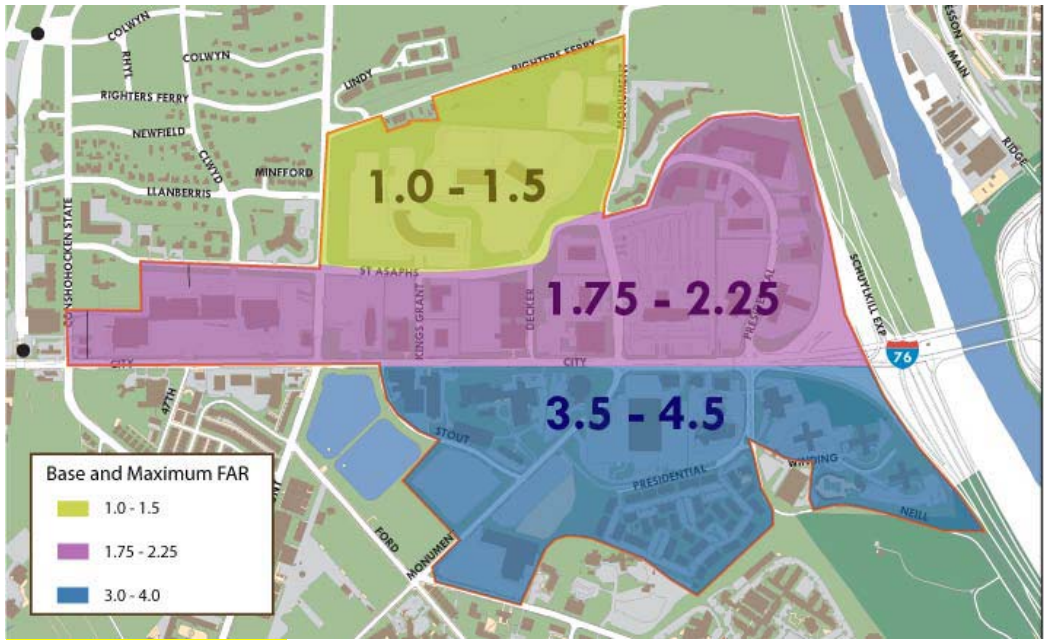 COLWYN
RHYL
COLWYN
LINDY
RIGHTERS FERRY
MONUMENT
ESSON
MAIN
RIDGE
RIGHTERS FERRY
NEWFIELD
CLWYD
MINEFORD
LLANBERRIS
1.0 - 1.5
CONSHOHOCKEN STATE
ST ASAPHS
KINGS GRANT
DECKER
1.75 - 2.25
PRESIDENTIAL
SCHUYLKILL EXP
76
CITY
CITY
47TH
3.5 - 4.5
STOUT
PRESIDENTIAL
WINDING
NEILL
FORD
MONUMENT
Base and Maximum FAR
1.0 - 1.5
1.75 - 2.25
3.0 - 4.0